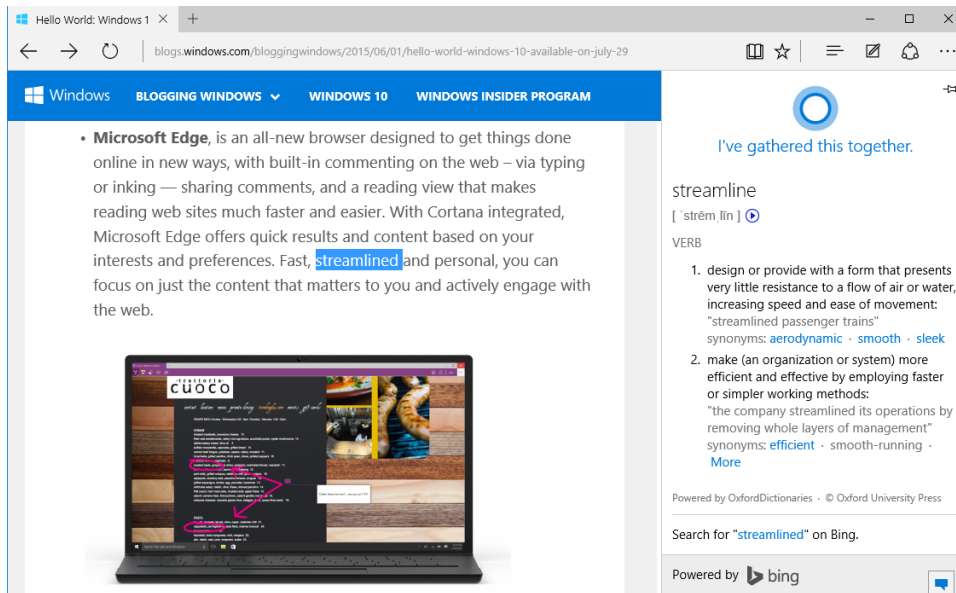 Hello World: Windows 1
blogs.windows.com/bloggingwindows/2015/06/01/hello-world-windows-10-available-on-july-29
Windows BLOGGING WINDOWS WINDOWS 10 WINDOWS INSIDER PROGRAM
• Microsoft Edge, is an all-new browser designed to get things done
online in new ways, with built-in commenting on the web – via typing
or inking — sharing comments, and a reading view that makes
reading web sites much faster and easier. With Cortana integrated,
Microsoft Edge offers quick results and content based on your
interests and preferences. Fast, streamlined and personal, you can
focus on just the content that matters to you and actively engage with
the web.
trattoria
cuoco
I've gathered this together.
streamline
[ ˈstrēmˌlīn ]
VERB
1. design or provide with a form that presents
very little resistance to a flow of air or water,
increasing speed and ease of movement:
"streamlined passenger trains"
synonyms: aerodynamic · smooth · sleek
2. make (an organization or system) more
efficient and effective by employing faster
or simpler working methods:
"the company streamlined its operations by
removing whole layers of management"
synonyms: efficient · smooth-running ·
More
Powered by OxfordDictionaries · © Oxford University Press
Search for "streamlined" on Bing.
Powered by bing